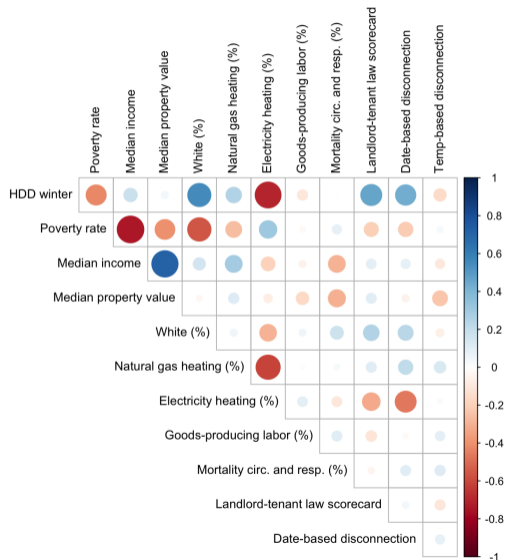 Poverty rate
Median income
Median property value
White (%)
Natural gas heating (%)
Electricity heating (%)
Goods-producing labor (%)
Mortality circ. and resp. (%)
Landlord-tenant law scorecard
Date-based disconnection
Temp-based disconnection
HDD winter
Poverty rate
Median income
Median property value
White (%)
Natural gas heating (%)
Electricity heating (%)
Goods-producing labor (%)
Mortality circ. and resp. (%)
Landlord-tenant law scorecard
Date-based disconnection
1
0.8
0.6
0.4
0.2
0
-0.2
-0.4
-0.6
-0.8
-1